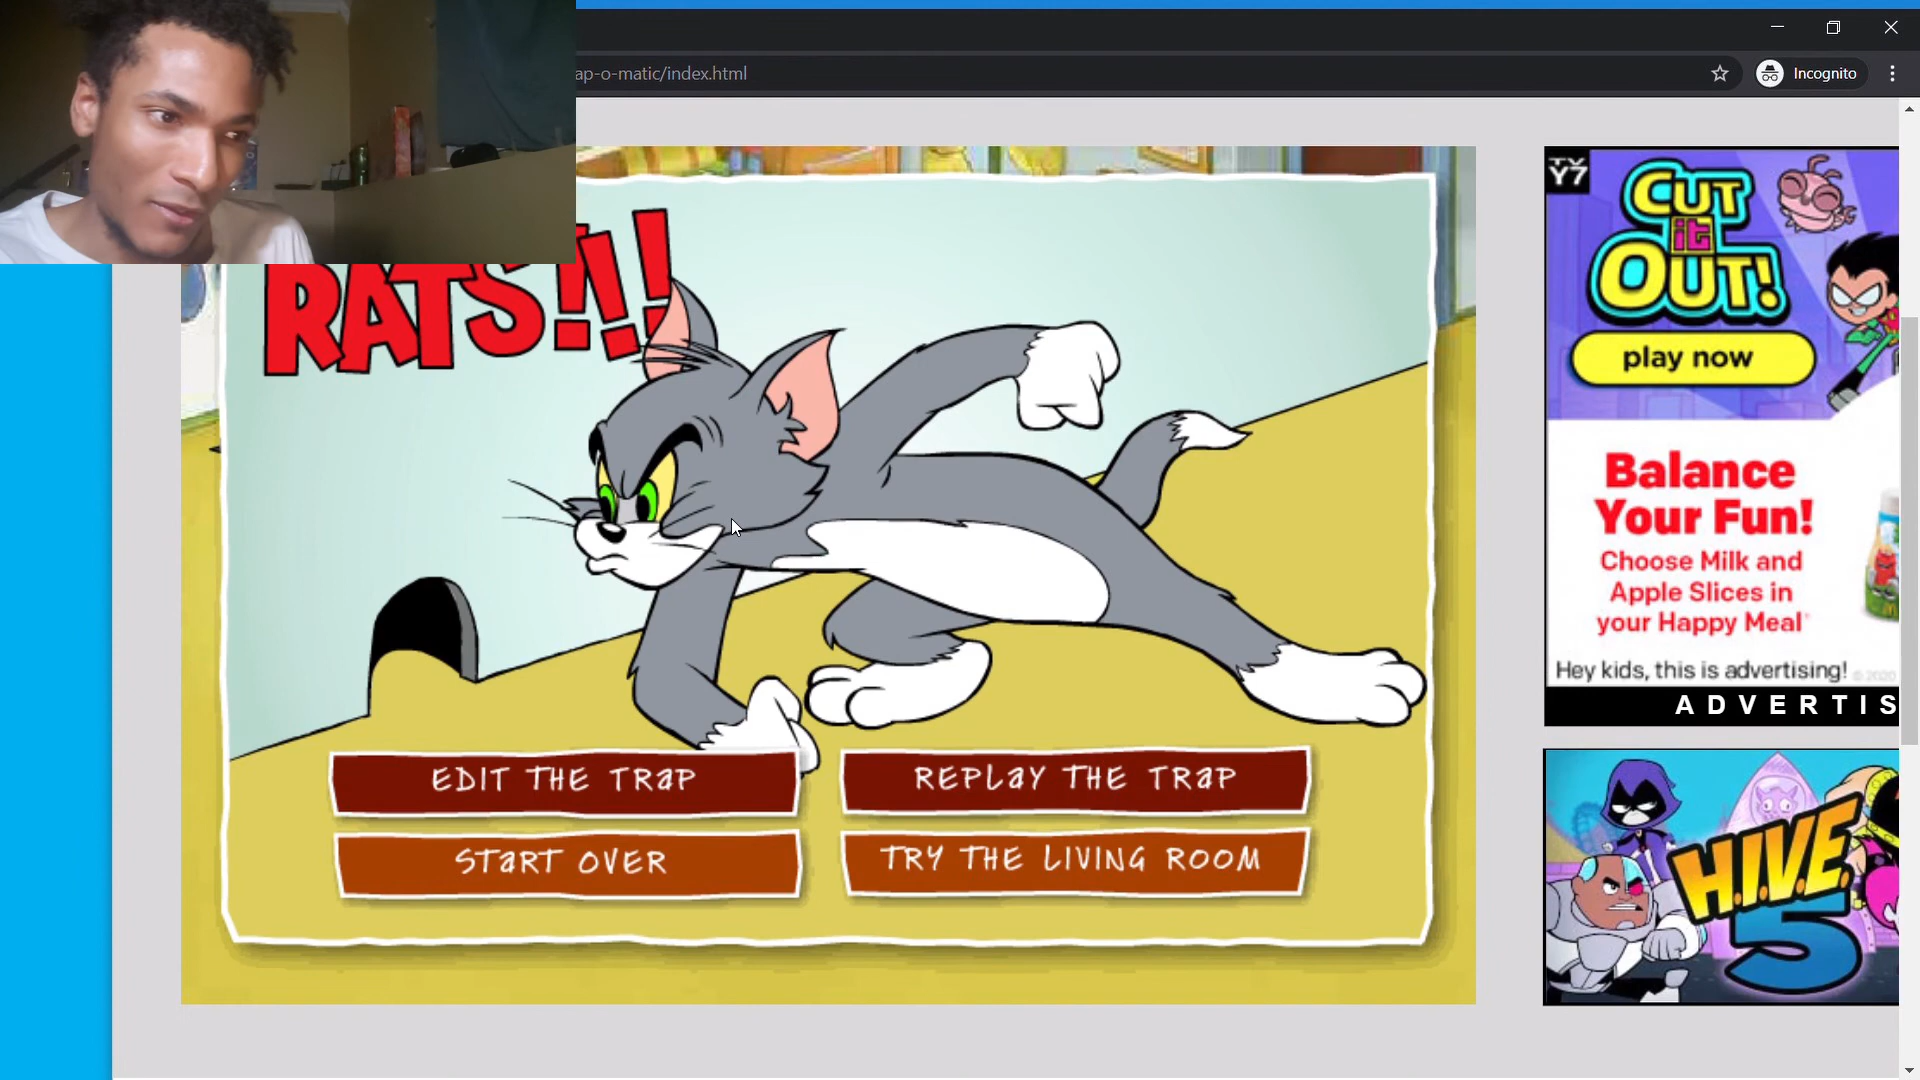 ap-o-matic/index.html
Incognito
RATS!!!
EDIT THE TRaP
REPLaY THE TRaP
STaRT OVER
TRY THE LIVING ROOM
TV
Y7
CUT
it
OUT!
play now
Balance
Your Fun!
Choose Milk and
Apple Slices in
your Happy Meal
Hey kids, this is advertising! © 2020
ADVERTIS
H.I.V.E.
5